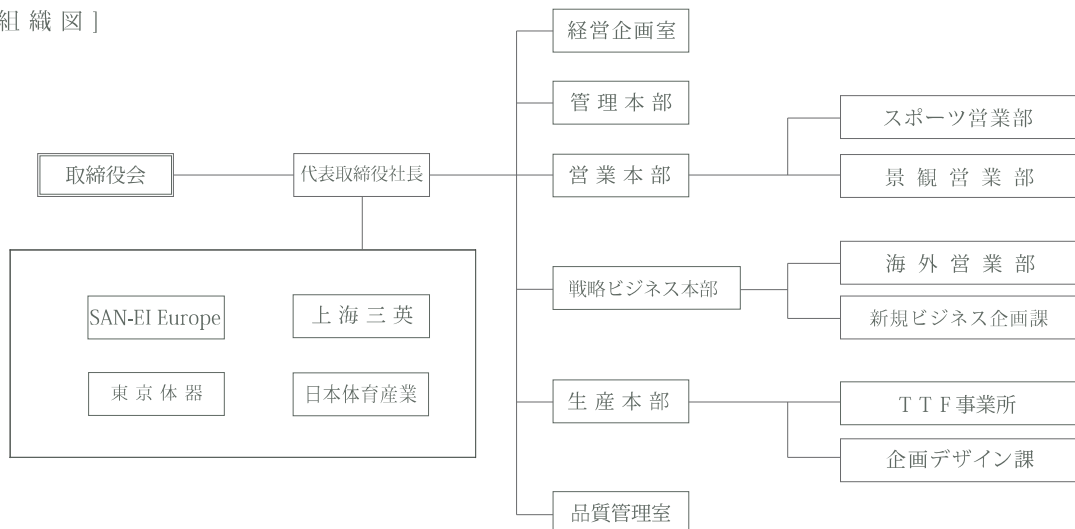 組織図]
経営企画室
管理本部
スポーツ営業部
取締役会
代表取締役社長
営業本部
景観営業部
海外営業部
戦略ビジネス本部
SAN-EI Europe
上海三英
新規ビジネス企画課
東京体器
日本体育産業
生産本部
TTF事業所
企画デザイン課
品質管理室